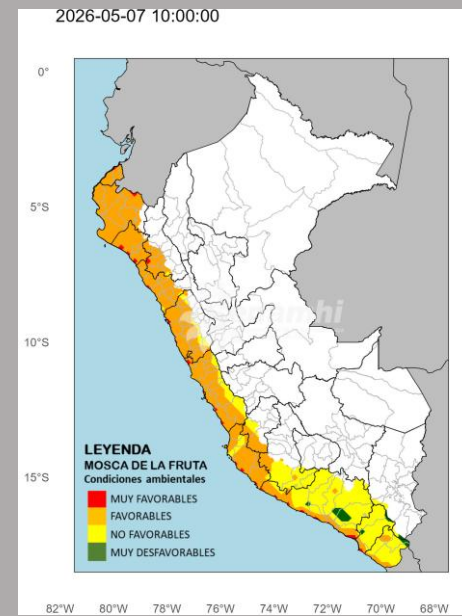 2026-05-07 10:00:00
0°
5°S
10°S
15°S
LEYENDA
MOSCA DE LA FRUTA
Condiciones ambientales
MUY FAVORABLES
FAVORABLES
NO FAVORABLES
MUY DESFAVORABLES
82°W 80°W 78°W 76°W 74°W 72°W 70°W 68°W